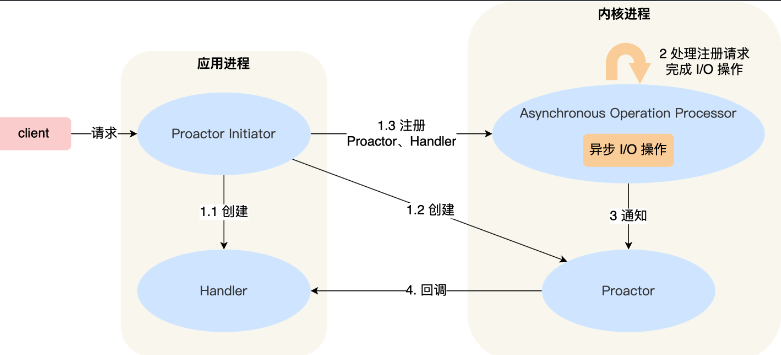 内核进程
应用进程
2 处理注册请求
完成 I/O 操作
client
请求
Proactor Initiator
1.3 注册
Proactor、Handler
Asynchronous Operation Processor
异步 I/O 操作
1.1 创建
1.2 创建
3 通知
Handler
4. 回调
Proactor